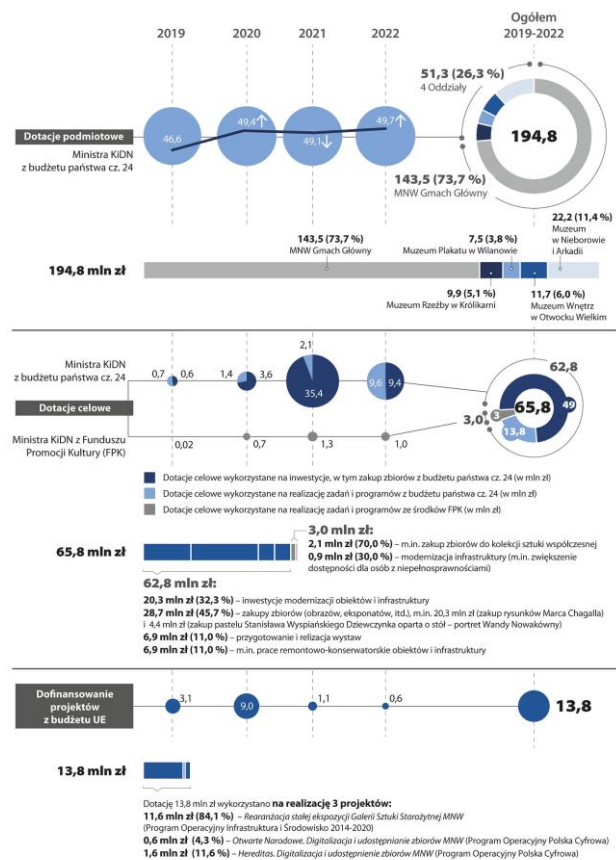 Ogółem
2019 2020 2021 2022 2019-2022
51,3 (26,3 %)
4 Oddziały
46,6 49,4 49,1 49,7
194,8
Dotacje podmiotowe
Ministra KiDN
z budżetu państwa cz. 24
143,5 (73,7 %)
MNW Gmach Główny
22,2 (11,4 %)
Muzeum
w Nieborowie
i Arkadii
143,5 (73,7 %)
MNW Gmach Główny
7,5 (3,8 %)
Muzeum Plakatu w Wilanowie
194,8 mln zł
9,9 (5,1 %)
Muzeum Rzeźby w Królikarni
11,7 (6,0 %)
Muzeum Wnętrz
w Otwocku Wielkim
Ministra KiDN
z budżetu państwa cz. 24
0,7 0,6 1,4 3,6 2,1 35,4 9,6 9,4
62,8
65,8
49
13,8
3
3,0
Dotacje celowe
Ministra KiDN z Funduszu
Promocji Kultury (FPK)
0,02 0,7 1,3 1,0
Dotacje celowe wykorzystane na inwestycje, w tym zakup zbiorów z budżetu państwa cz. 24 (w mln zł)
Dotacje celowe wykorzystane na realizację zadań i programów z budżetu państwa cz. 24 (w mln zł)
Dotacje celowe wykorzystane na realizację zadań i programów ze środków FPK (w mln zł)
3,0 mln zł:
2,1 mln zł (70,0 %) – m.in. zakup zbiorów do kolekcji sztuki współczesnej
0,9 mln zł (30,0 %) – modernizacja infrastruktury (m.in. zwiększenie
dostępności dla osób z niepełnosprawnościami)
65,8 mln zł
62,8 mln zł:
20,3 mln zł (32,3 %) – inwestycje modernizacji obiektów i infrastruktury
28,7 mln zł (45,7 %) – zakupy zbiorów (obrazów, eksponatów, itd.), m.in. 20,3 mln zł (zakup rysunków Marca Chagalla)
i 4,4 mln zł (zakup pastelu Stanisława Wyspiańskiego Dziewczynka oparta o stół – portret Wandy Nowakówny)
6,9 mln zł (11,0 %) – przygotowanie i relizacja wystaw
6,9 mln zł (11,0 %) – m.in. prace remontowo-konserwatorskie obiektów i infrastruktury
Dofinansowanie
projektów
z budżetu UE
3,1 9,0 1,1 0,6 13,8
13,8 mln zł
Dotację 13,8 mln zł wykorzystano na realizację 3 projektów:
11,6 mln zł (84,1 %) – Rearanżacja stałej ekspozycji Galerii Sztuki Starożytnej MNW
(Program Operacyjny Infrastruktura i Środowisko 2014-2020)
0,6 mln zł (4,3 %) – Otwarte Narodowe. Digitalizacja i udostępnianie zbiorów MNW (Program Operacyjny Polska Cyfrowa)
1,6 mln zł (11,6 %) – Hereditas. Digitalizacja i udostępienie zbiorów MNW (Program Operacyjny Polska Cyfrowa)